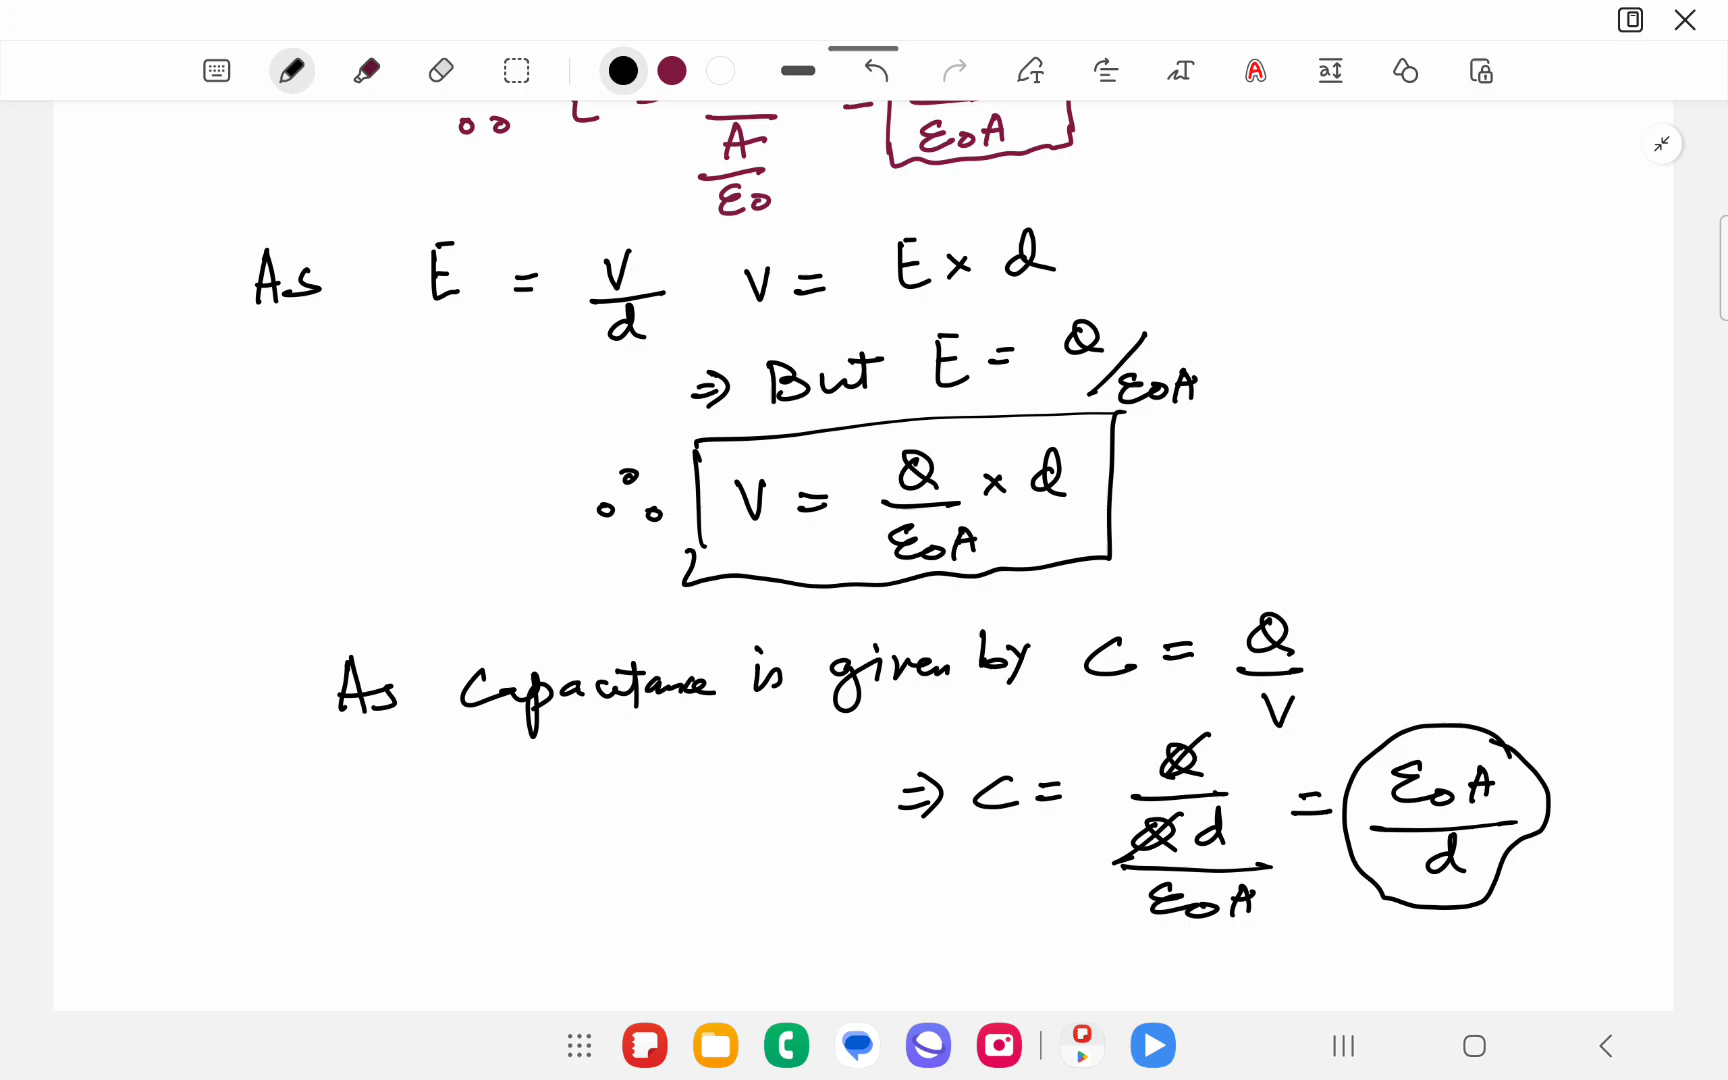 ∴ E = A/ε₀ = ε₀A
As E = V/d V = E × d
⇒ But E = Q/ε₀A
∴ V = Q/ε₀A × d
As Capacitance is given by C = Q/V
⇒ C = Q/(Qd/ε₀A) = ε₀A/d